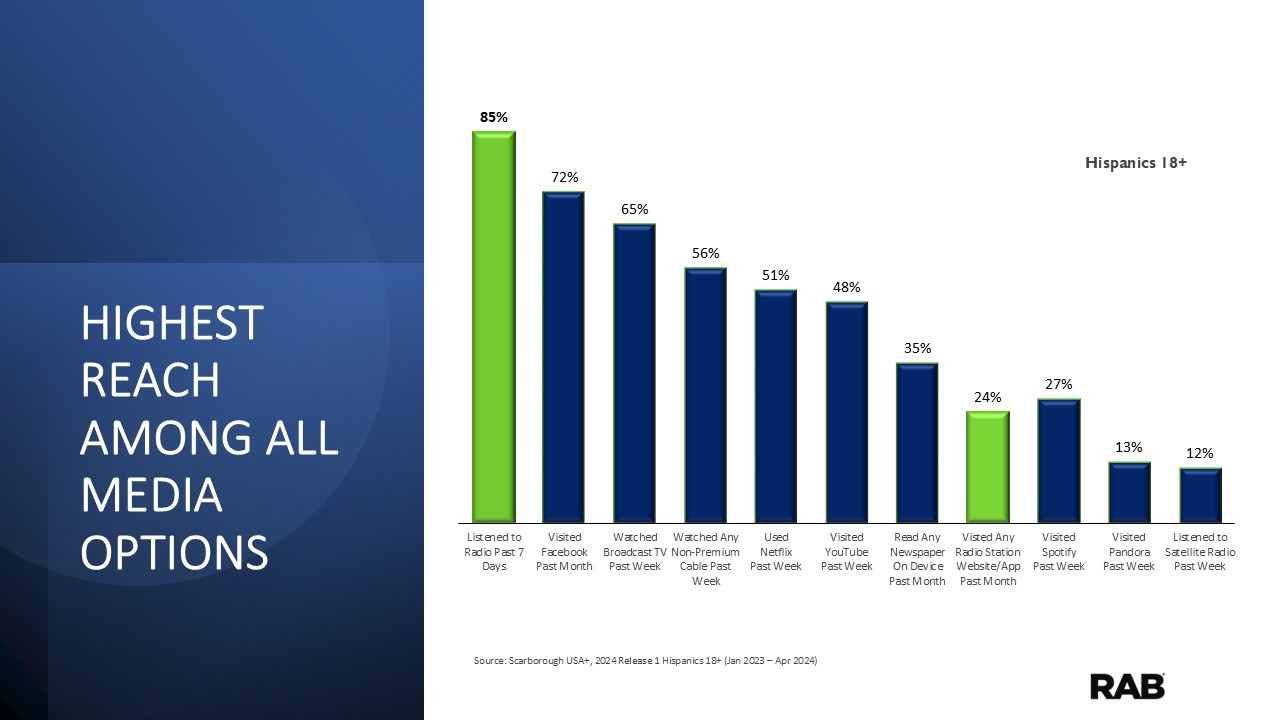 HIGHEST
REACH
AMONG ALL
MEDIA
OPTIONS
Hispanics 18+
85%
72%
65%
56%
51%
48%
35%
24%
27%
13%
12%
Listened to
Radio Past 7
Days
Visited
Facebook
Past Month
Watched
Broadcast TV
Past Week
Watched Any
Non-Premium
Cable Past
Week
Used
Netflix
Past Week
Visited
YouTube
Past Week
Read Any
Newspaper
On Device
Past Month
Visted Any
Radio Station
Website/App
Past Month
Visited
Spotify
Past Week
Visited
Pandora
Past Week
Listened to
Satellite Radio
Past Week
Source: Scarborough USA+, 2024 Release 1 Hispanics 18+ (Jan 2023 – Apr 2024)
RAB